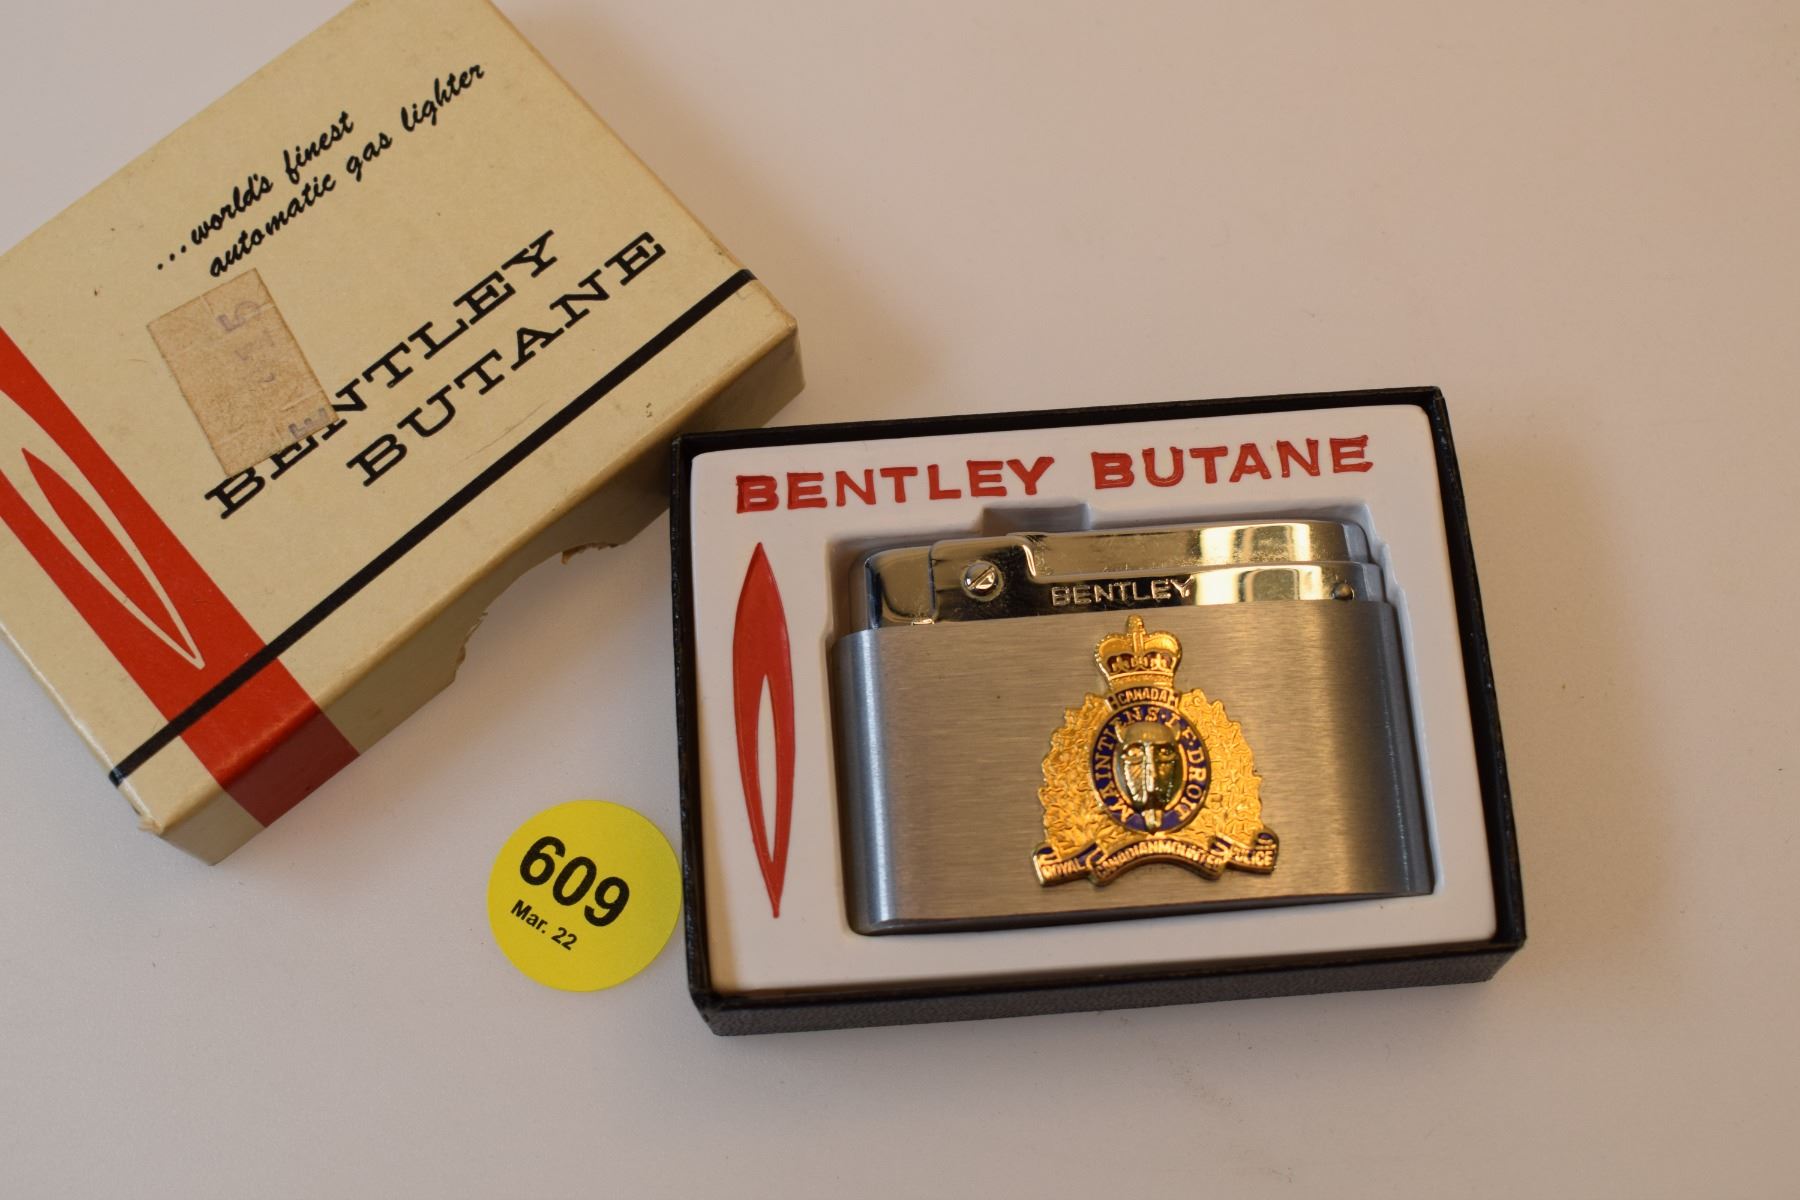 ...world's finest
automatic gas lighter
BENTLEY
BUTANE
BENTLEY BUTANE
BENTLEY
CANADA
MAINTIENS·LE·DROIT
ROYAL CANADIAN MOUNTED POLICE
609
Mar. 22